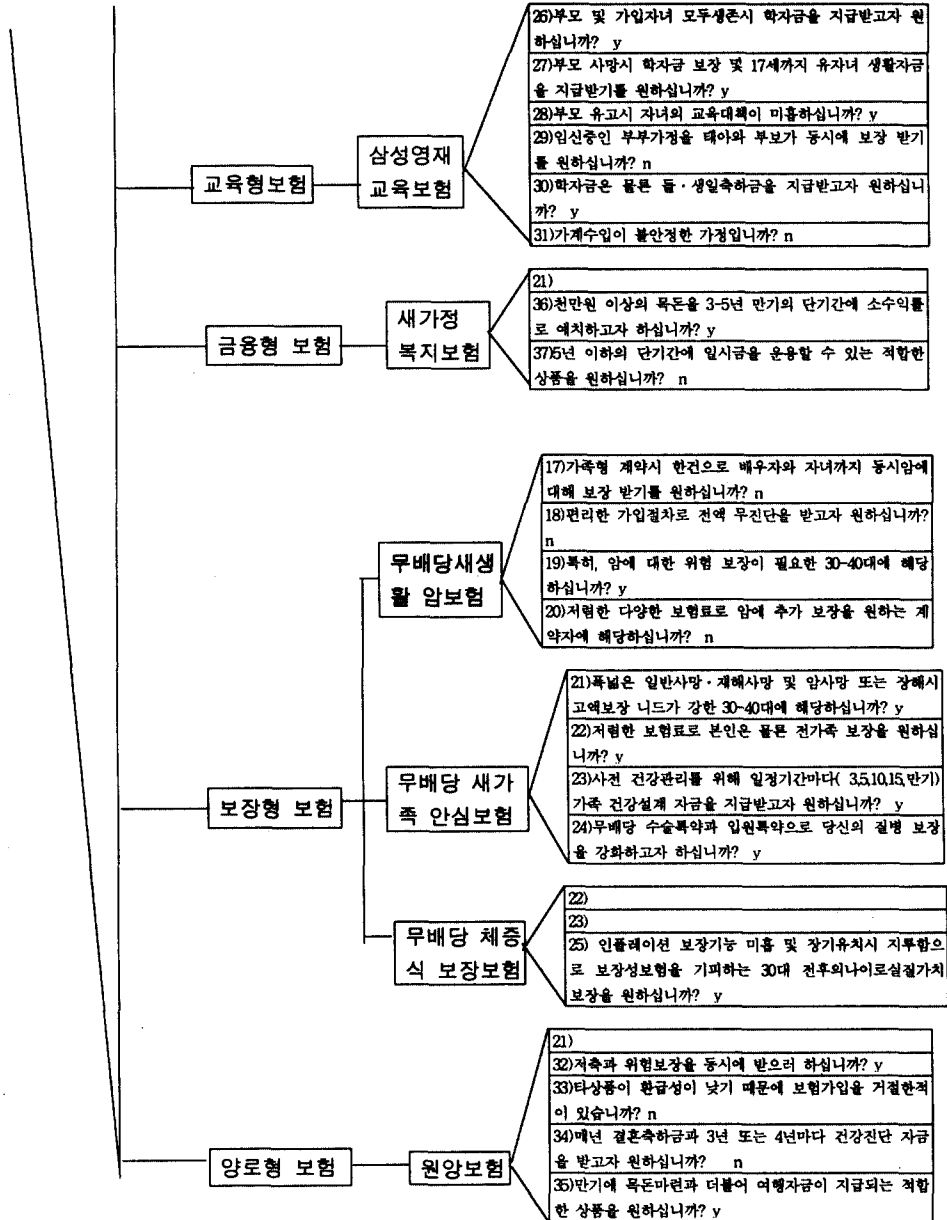 26)부모 및 가입자녀 모두생존시 학자금을 지급받고자 원
하십니까? y
27)부모 사망시 학자금 보장 및 17세까지 유자녀 생활자금
을 지급받기를 원하십니까? y
28)부모 유고시 자녀의 교육대책이 미흡하십니까? y
29)임신중인 부부가정을 태아와 부보가 동시에 보장 받기
를 원하십니까? n
30)학자금은 물론 돌·생일축하금을 지급받고자 원하십니
까? y
31)가계수입이 불안정한 가정입니까? n
교육형보험
삼성영재
교육보험
21)
36)천만원 이상의 목돈을 3-5년 만기의 단기간에 소수익률
로 예치하고자 하십니까? y
37)5년 이하의 단기간에 일시금을 운용할 수 있는 적합한
상품을 원하십니까? n
금융형 보험
새가정
복지보험
17)가족형 계약시 한건으로 배우자와 자녀까지 동시암에
대해 보장 받기를 원하십니까? n
18)편리한 가입절차로 전액 무진단을 받고자 원하십니까?
n
19)특히, 암에 대한 위험 보장이 필요한 30-40대에 해당
하십니까? y
20)저렴한 다양한 보험료로 암에 추가 보장을 원하는 계
약자에 해당하십니까? n
무배당새생
활 암보험
21)폭넓은 일반사망·재해사망 및 암사망 또는 장해시
고액보장 니드가 강한 30-40대에 해당하십니까? y
22)저렴한 보험료로 본인은 물론 전가족 보장을 원하십
니까? y
23)사전 건강관리를 위해 일정기간마다( 3,5,10,15,만기)
가족 건강설계 자금을 지급받고자 원하십니까? y
24)무배당 수술특약과 입원특약으로 당신의 질병 보장
을 강화하고자 하십니까? y
보장형 보험
무배당 새가
족 안심보험
22)
23)
25) 인플레이션 보장기능 미흡 및 장기유치시 지루함으
로 보장성보험을 기피하는 30대 전후의나이로실질가치
보장을 원하십니까? y
무배당 체증
식 보장보험
21)
32)저축과 위험보장을 동시에 받으러 하십니까? y
33)타상품이 환급성이 낮기 때문에 보험가입을 거절한적
이 있습니까? n
34)매년 결혼축하금과 3년 또는 4년마다 건강진단 자금
을 받고자 원하십니까? n
35)만기에 목돈마련과 더불어 여행자금이 지급되는 적합
한 상품을 원하십니까? y
양로형 보험
원앙보험